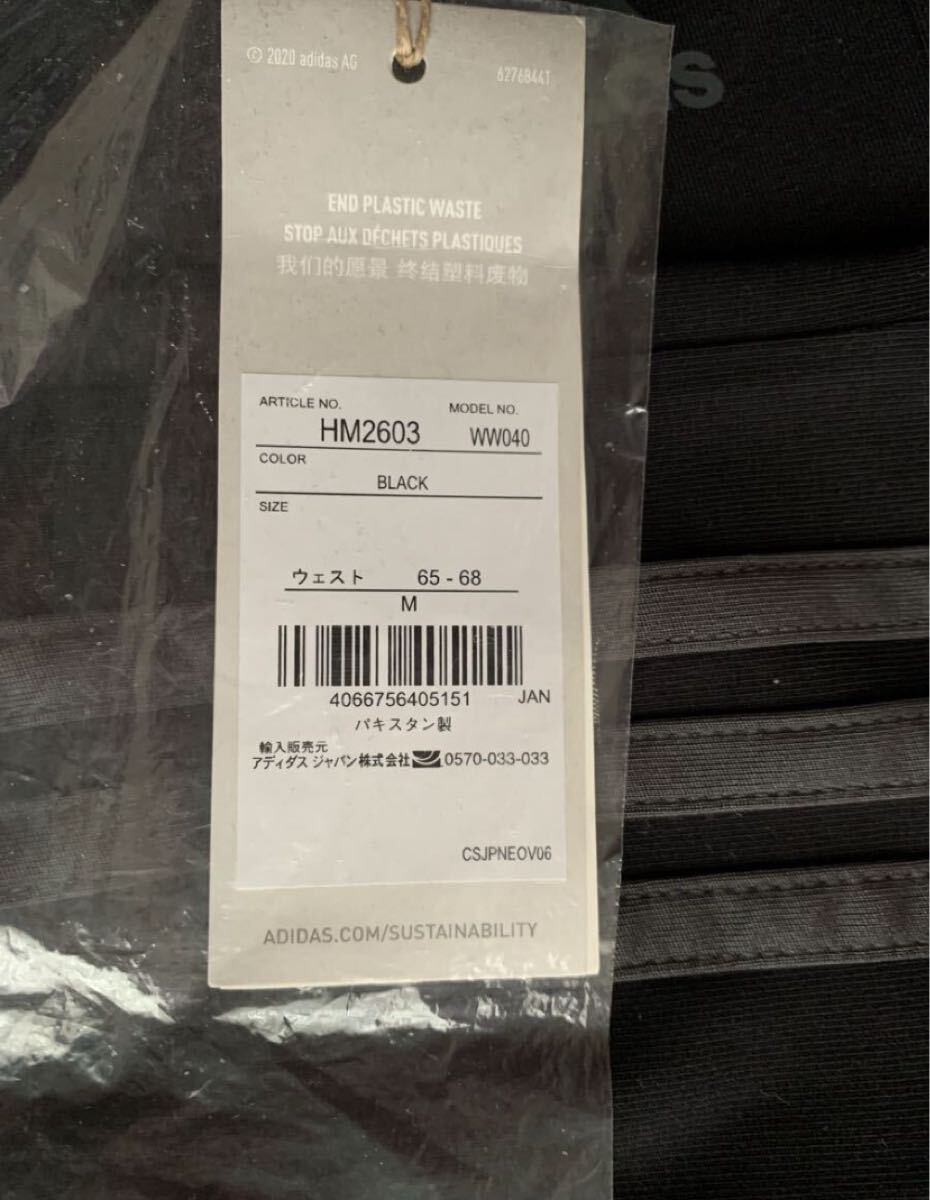 © 2020 adidas AG
62768441
END PLASTIC WASTE
STOP AUX DÉCHETS PLASTIQUES
我们的愿景 终结塑料废物
ARTICLE NO.
MODEL NO.
HM2603
WW040
COLOR
BLACK
SIZE
ウェスト 65 - 68
M
4066756405151 JAN
パキスタン製
輸入販売元
アディダス ジャパン株式会社 0570-033-033
CSJPNEOV06
ADIDAS.COM/SUSTAINABILITY